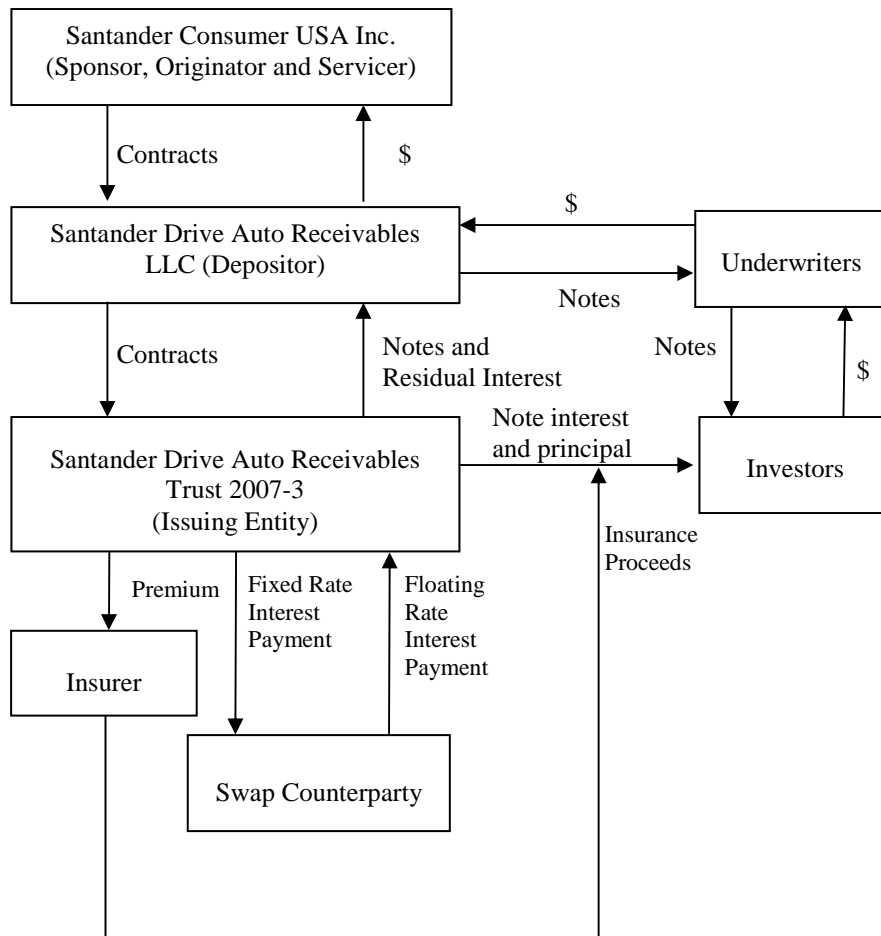 Santander Consumer USA Inc.
(Sponsor, Originator and Servicer)
Contracts
$
$
Santander Drive Auto Receivables
LLC (Depositor)
Underwriters
Notes
Contracts
Notes and
Residual Interest
Notes
$
Note interest
and principal
Santander Drive Auto Receivables
Trust 2007-3
(Issuing Entity)
Investors
Insurance
Proceeds
Premium
Fixed Rate
Interest
Payment
Floating
Rate
Interest
Payment
Insurer
Swap Counterparty